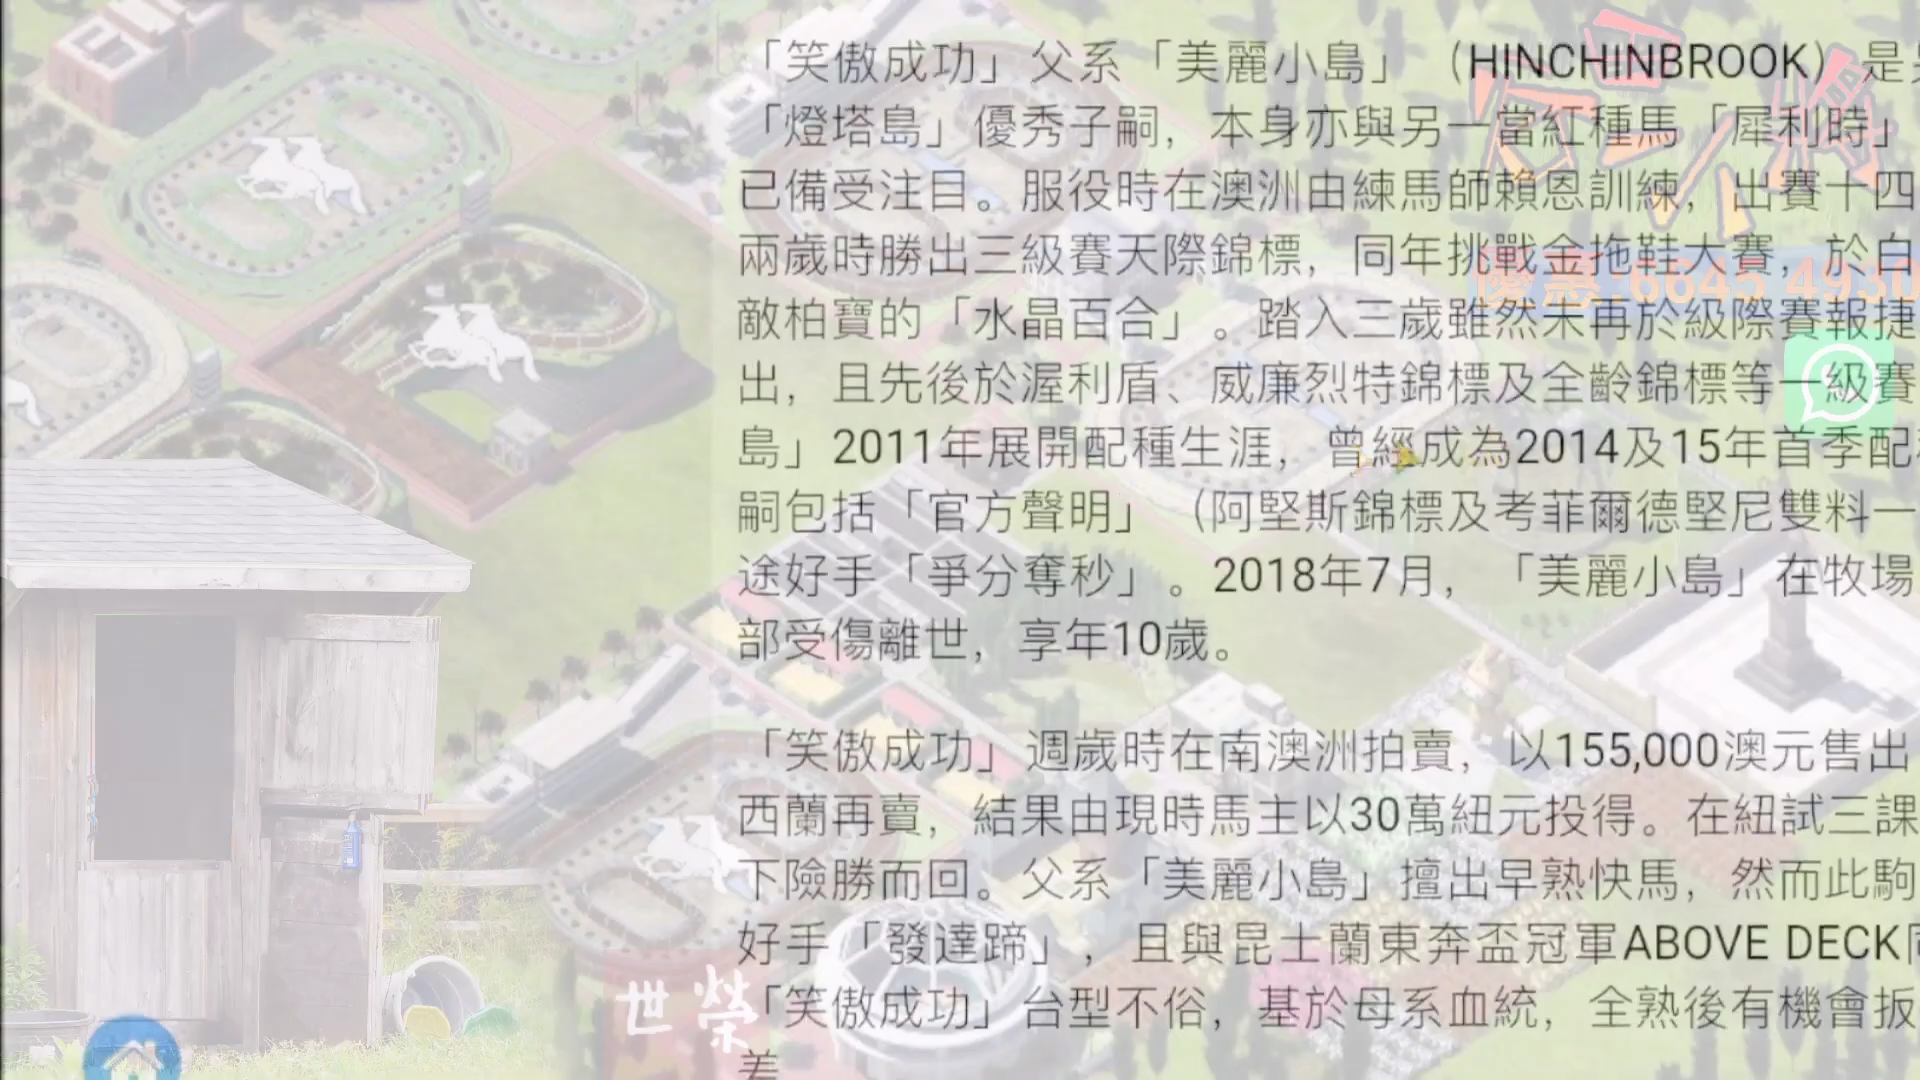 「笑傲成功」父系「美麗小島」（HINCHINBROOK）是
「燈塔島」優秀子嗣，本身亦與另一當紅種馬「犀利時」
已備受注目。服役時在澳洲由練馬師賴恩訓練，出賽十四
兩歲時勝出三級賽天際錦標，同年挑戰金拖鞋大賽，於白
敵柏寶的「水晶百合」。踏入三歲雖然未再於級際賽報捷
出，且先後於渥利盾、威廉烈特錦標及全齡錦標等一級賽
島」2011年展開配種生涯，曾經成為2014及15年首季配
嗣包括「官方聲明」（阿堅斯錦標及考菲爾德堅尼雙料一
途好手「爭分奪秒」。2018年7月，「美麗小島」在牧場
部受傷離世，享年10歲。
「笑傲成功」週歲時在南澳洲拍賣，以155,000澳元售出
西蘭再賣，結果由現時馬主以30萬紐元投得。在紐試三課
下險勝而回。父系「美麗小島」擅出早熟快馬，然而此駒
好手「發達蹄」，且與昆士蘭東奔盃冠軍ABOVE DECK同
「笑傲成功」台型不俗，基於母系血統，全熟後有機會扳
差
優惠:6645 4930
世榮